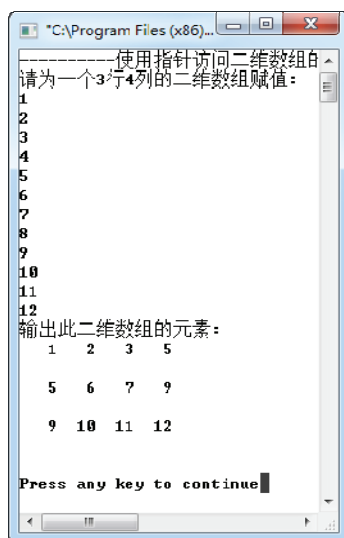 "C:\Program Files (x86)...
----------使用指针访问二维数组的
请为一个3行4列的二维数组赋值：
1
2
3
4
5
6
7
8
9
10
11
12
输出此二维数组的元素：
1 2 3 5
5 6 7 9
9 10 11 12
Press any key to continue